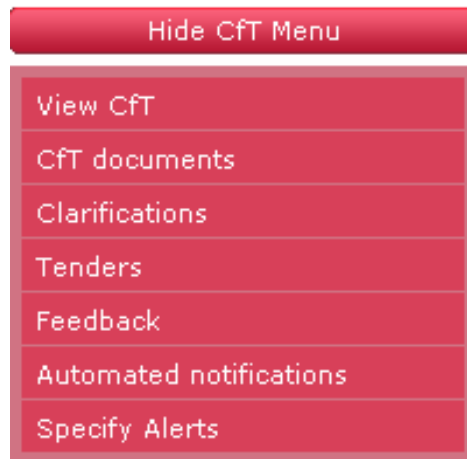 Hide CfT Menu
View CfT
CfT documents
Clarifications
Tenders
Feedback
Automated notifications
Specify Alerts